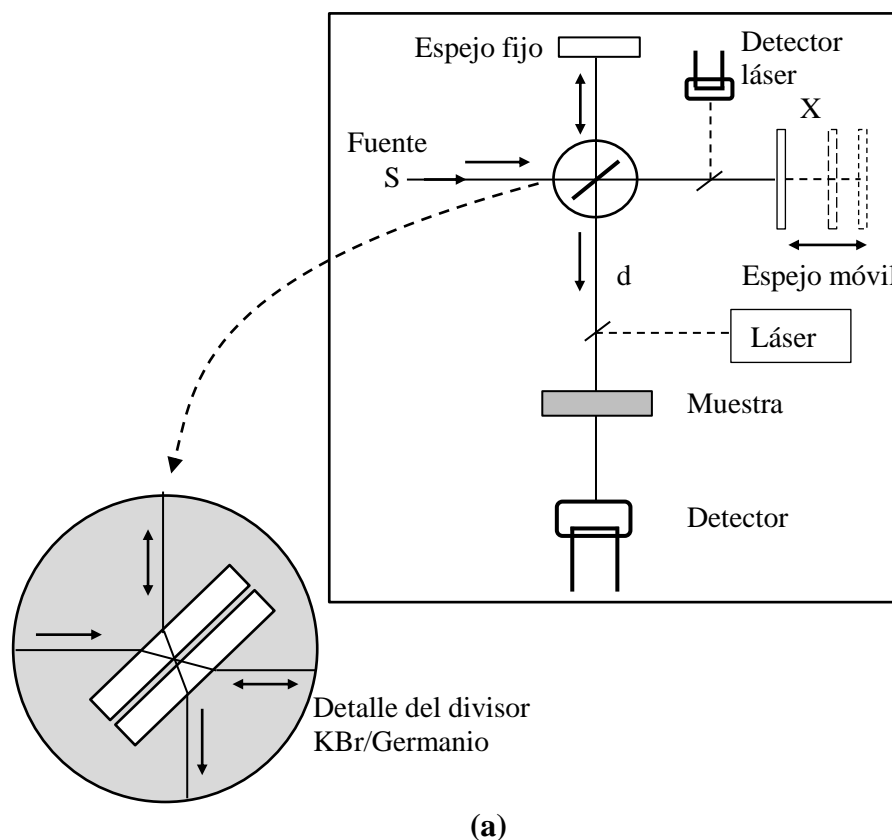 Espejo fijo
Detector
láser
X
Fuente
S
Espejo móvil
d
Láser
Muestra
Detector
Detalle del divisor
KBr/Germanio
(a)